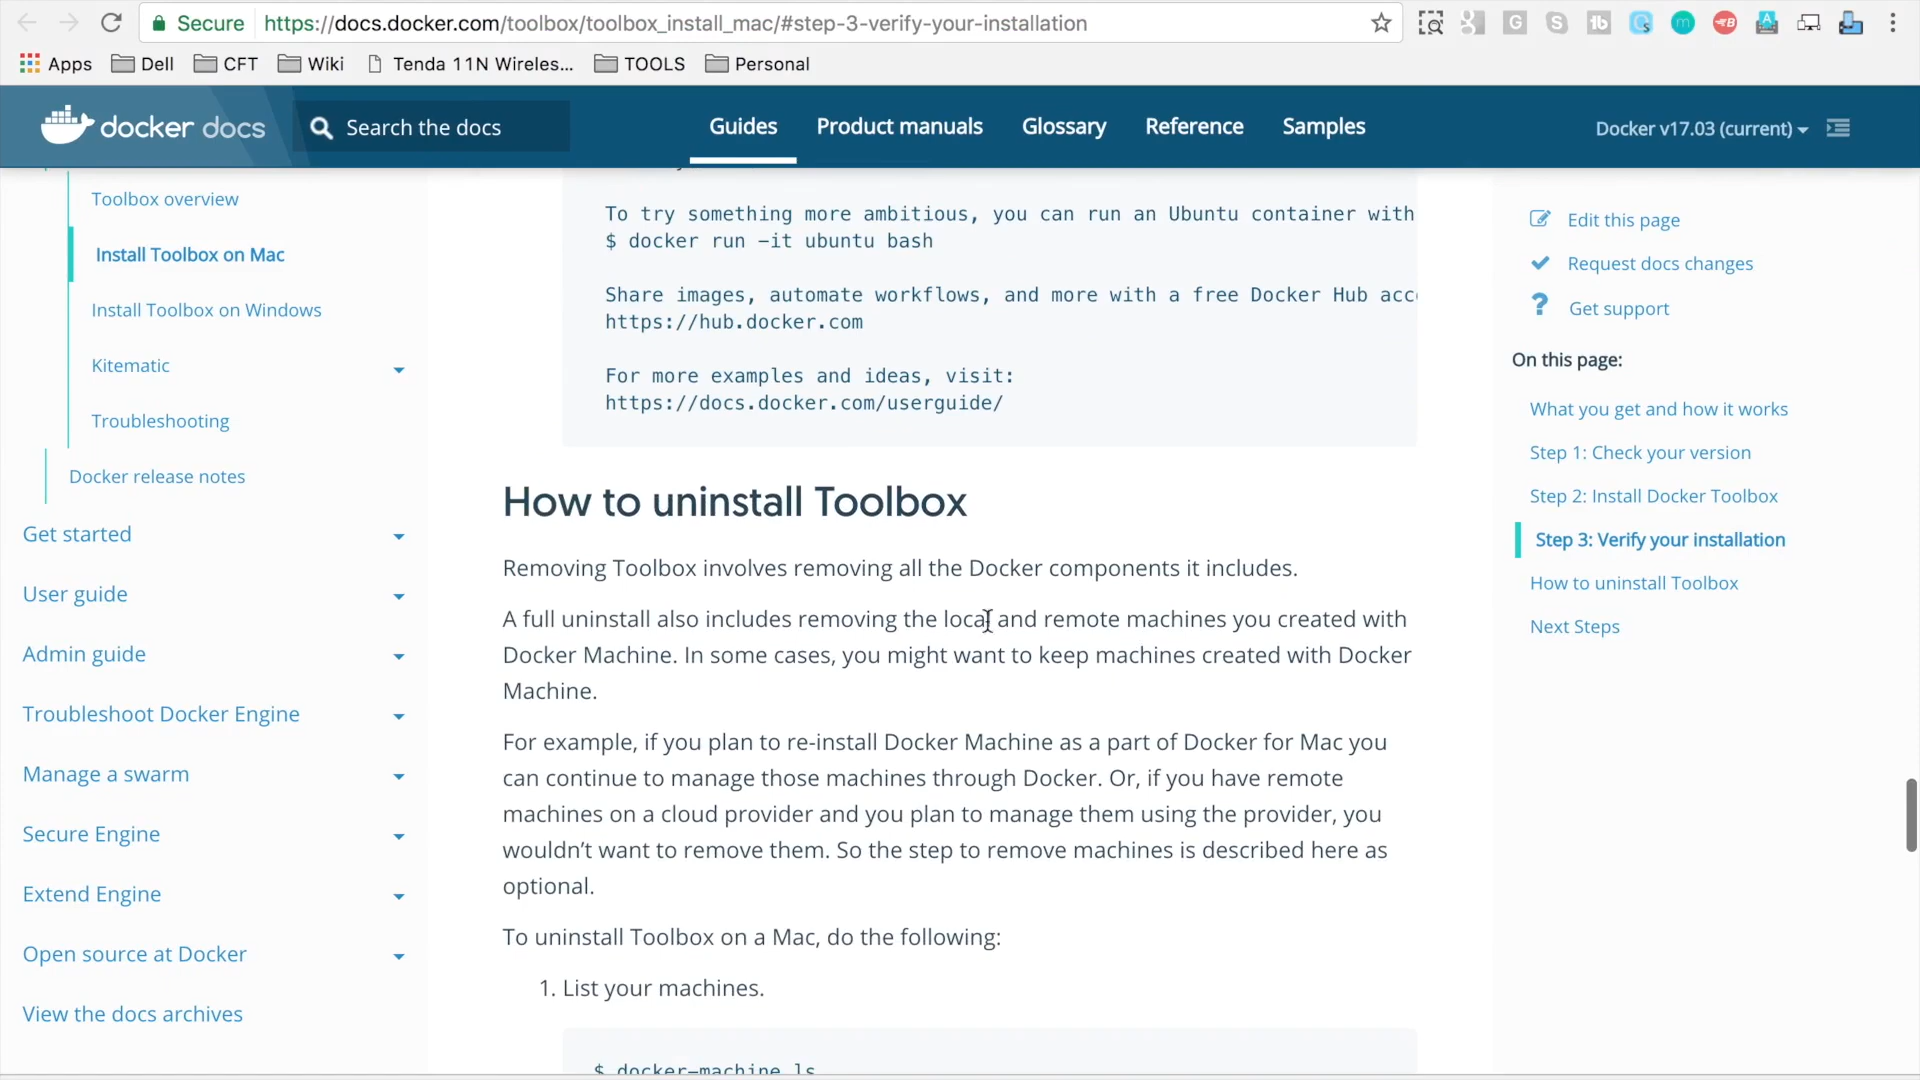 Secure https://docs.docker.com/toolbox/toolbox_install_mac/#step-3-verify-your-installation
Apps Dell CFT Wiki Tenda 11N Wireles... TOOLS Personal
docker docs Search the docs Guides Product manuals Glossary Reference Samples Docker v17.03 (current)
Toolbox overview
Install Toolbox on Mac
Install Toolbox on Windows
Kitematic
Troubleshooting
Docker release notes
Get started
User guide
Admin guide
Troubleshoot Docker Engine
Manage a swarm
Secure Engine
Extend Engine
Open source at Docker
View the docs archives
To try something more ambitious, you can run an Ubuntu container with
$ docker run -it ubuntu bash
Share images, automate workflows, and more with a free Docker Hub acc
https://hub.docker.com
For more examples and ideas, visit:
https://docs.docker.com/userguide/
How to uninstall Toolbox
Removing Toolbox involves removing all the Docker components it includes.
A full uninstall also includes removing the local and remote machines you created with
Docker Machine. In some cases, you might want to keep machines created with Docker
Machine.
For example, if you plan to re-install Docker Machine as a part of Docker for Mac you
can continue to manage those machines through Docker. Or, if you have remote
machines on a cloud provider and you plan to manage them using the provider, you
wouldn’t want to remove them. So the step to remove machines is described here as
optional.
To uninstall Toolbox on a Mac, do the following:
1. List your machines.
$ docker-machine ls
Edit this page
Request docs changes
Get support
On this page:
What you get and how it works
Step 1: Check your version
Step 2: Install Docker Toolbox
Step 3: Verify your installation
How to uninstall Toolbox
Next Steps